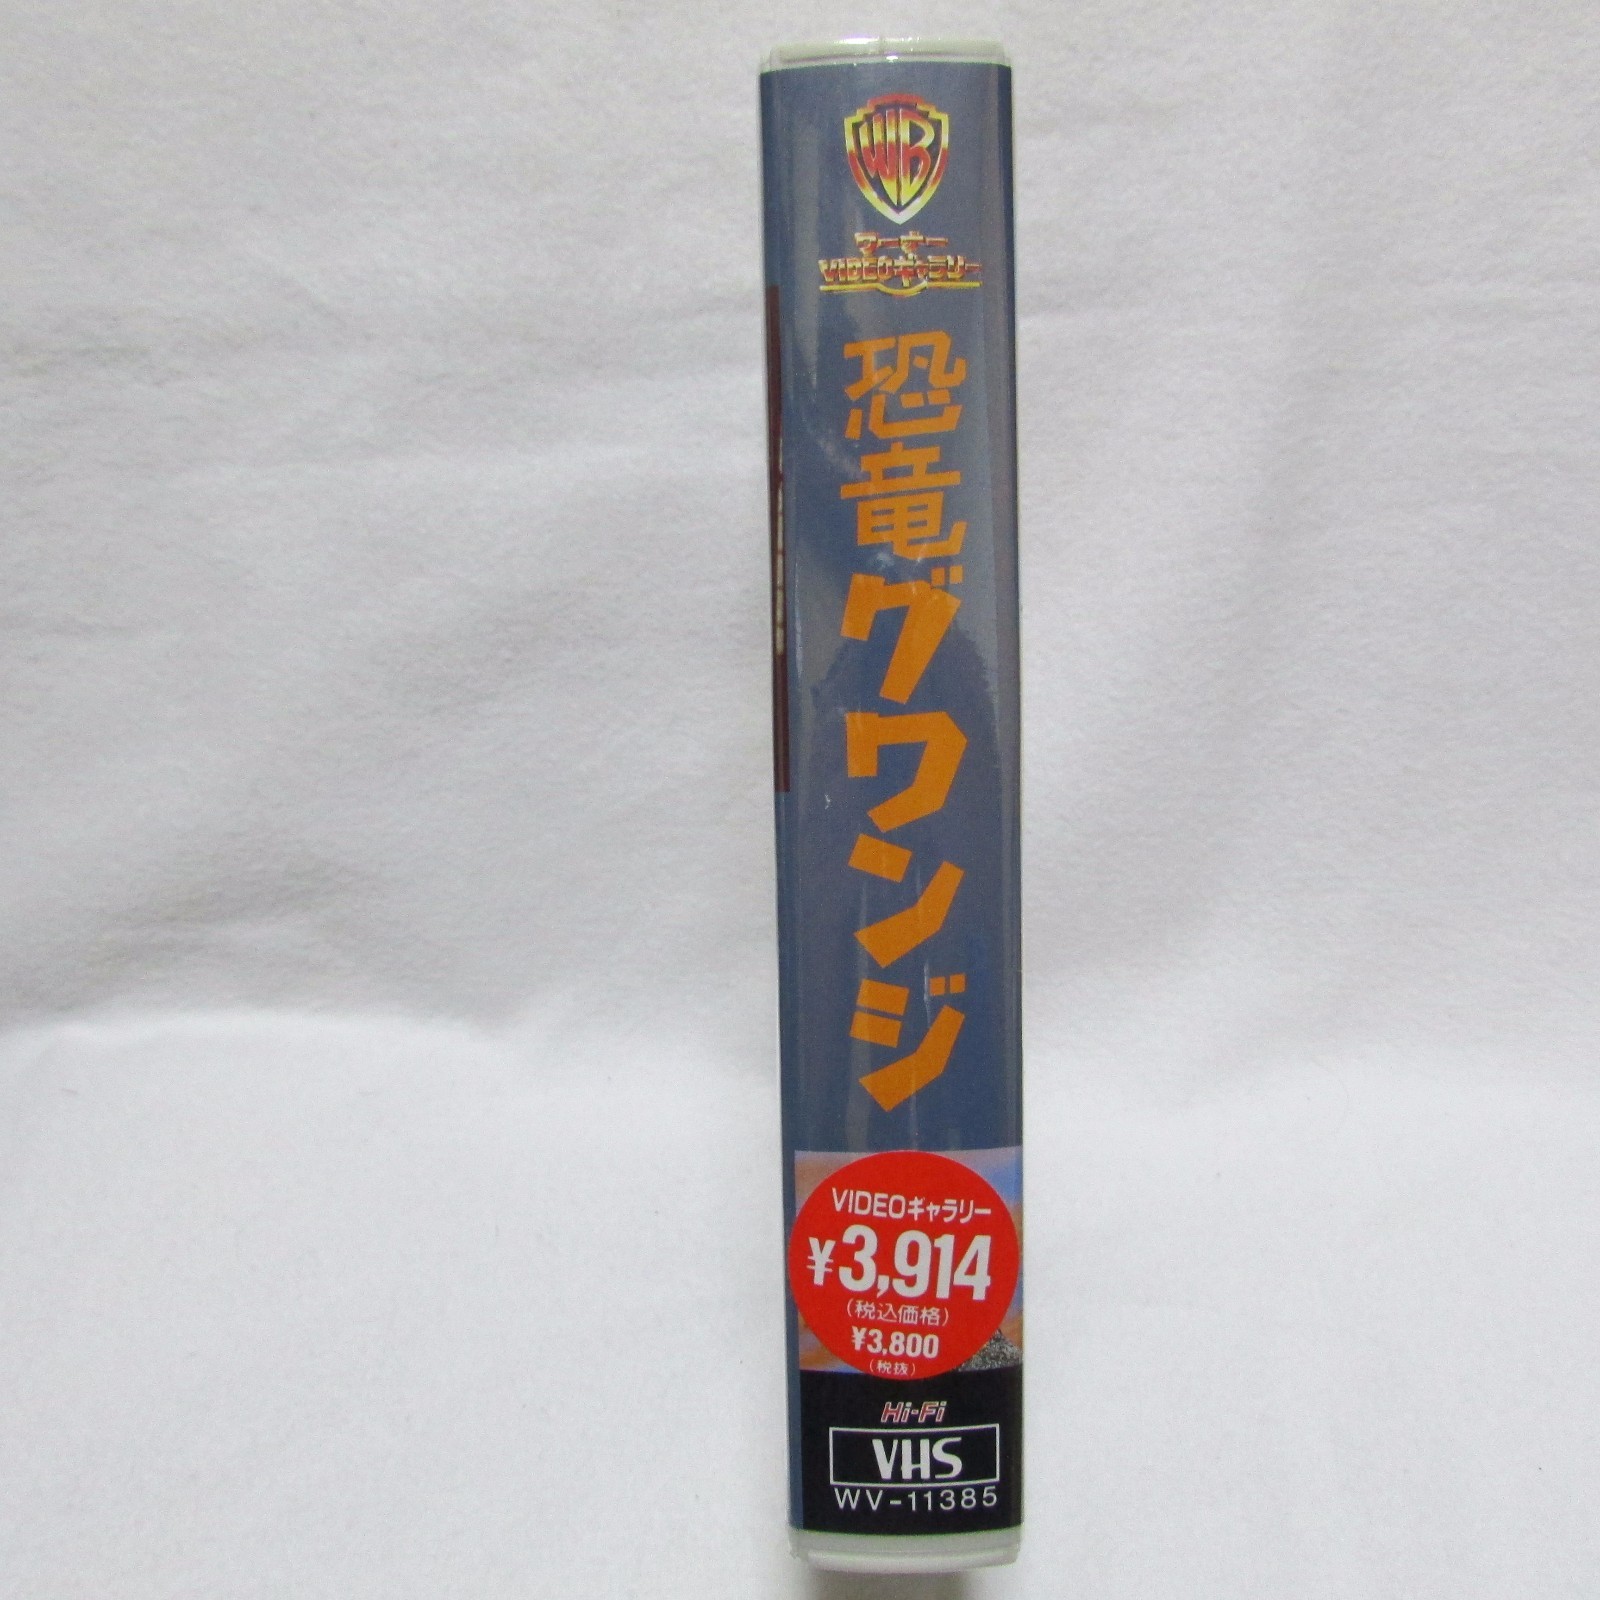 WB
ワーナー
VIDEOギャラリー
恐竜グワンジ
VIDEOギャラリー
¥3,914
(税込価格)
¥3,800
(税抜)
Hi-Fi
VHS
WV-11385